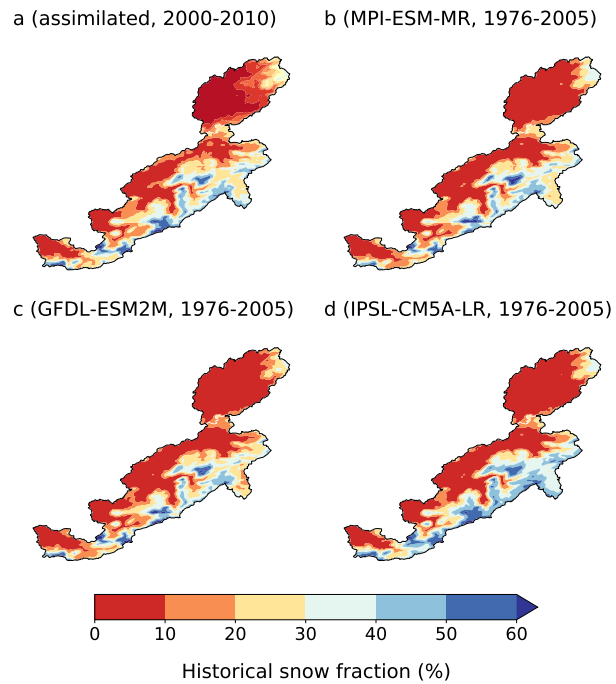 a (assimilated, 2000-2010)
b (MPI-ESM-MR, 1976-2005)
c (GFDL-ESM2M, 1976-2005)
d (IPSL-CM5A-LR, 1976-2005)
0 10 20 30 40 50 60
Historical snow fraction (%)